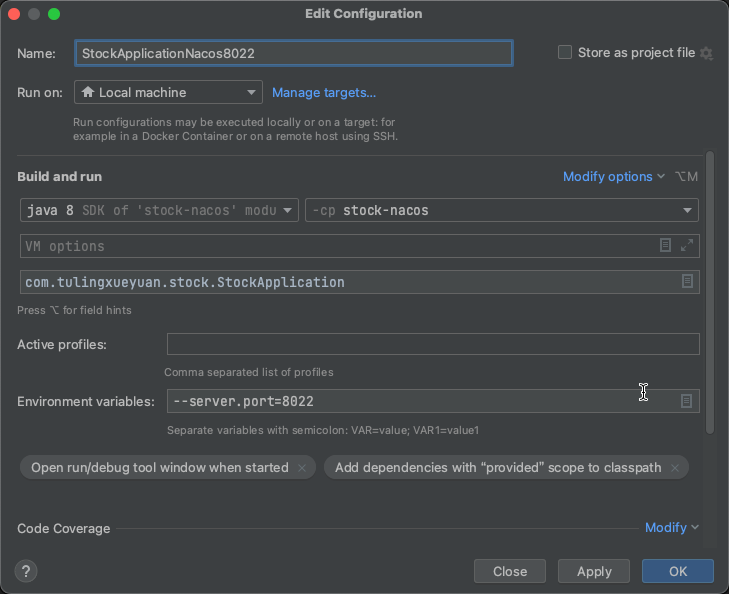 Edit Configuration
Name: StockApplicationNacos8022 Store as project file
Run on: Local machine Manage targets...
Run configurations may be executed locally or on a target: for
example in a Docker Container or on a remote host using SSH.
Build and run Modify options ⌥M
java 8 SDK of 'stock-nacos' modu -cp stock-nacos
VM options
com.tulingxueyuan.stock.StockApplication
Press ⌥ for field hints
Active profiles:
Comma separated list of profiles
Environment variables: --server.port=8022
Separate variables with semicolon: VAR=value; VAR1=value1
Open run/debug tool window when started × Add dependencies with “provided” scope to classpath ×
Code Coverage Modify
? Close Apply OK